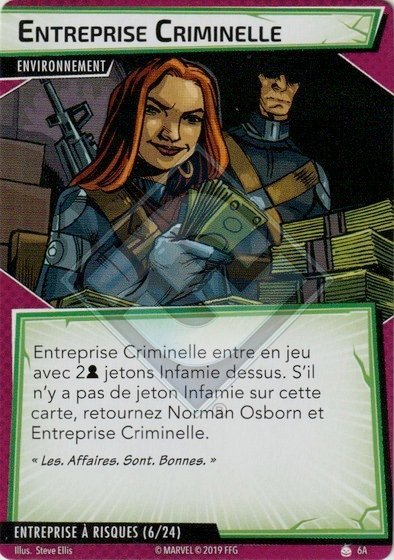 ENTREPRISE CRIMINELLE
ENVIRONNEMENT
Entreprise Criminelle entre en jeu
avec 2 jetons Infamie dessus. S'il
n'y a pas de jeton Infamie sur cette
carte, retournez Norman Osborn et
Entreprise Criminelle.
« Les. Affaires. Sont. Bonnes. »
ENTREPRISE À RISQUES (6/24)
Illus. Steve Ellis © MARVEL © 2019 FFG 6A